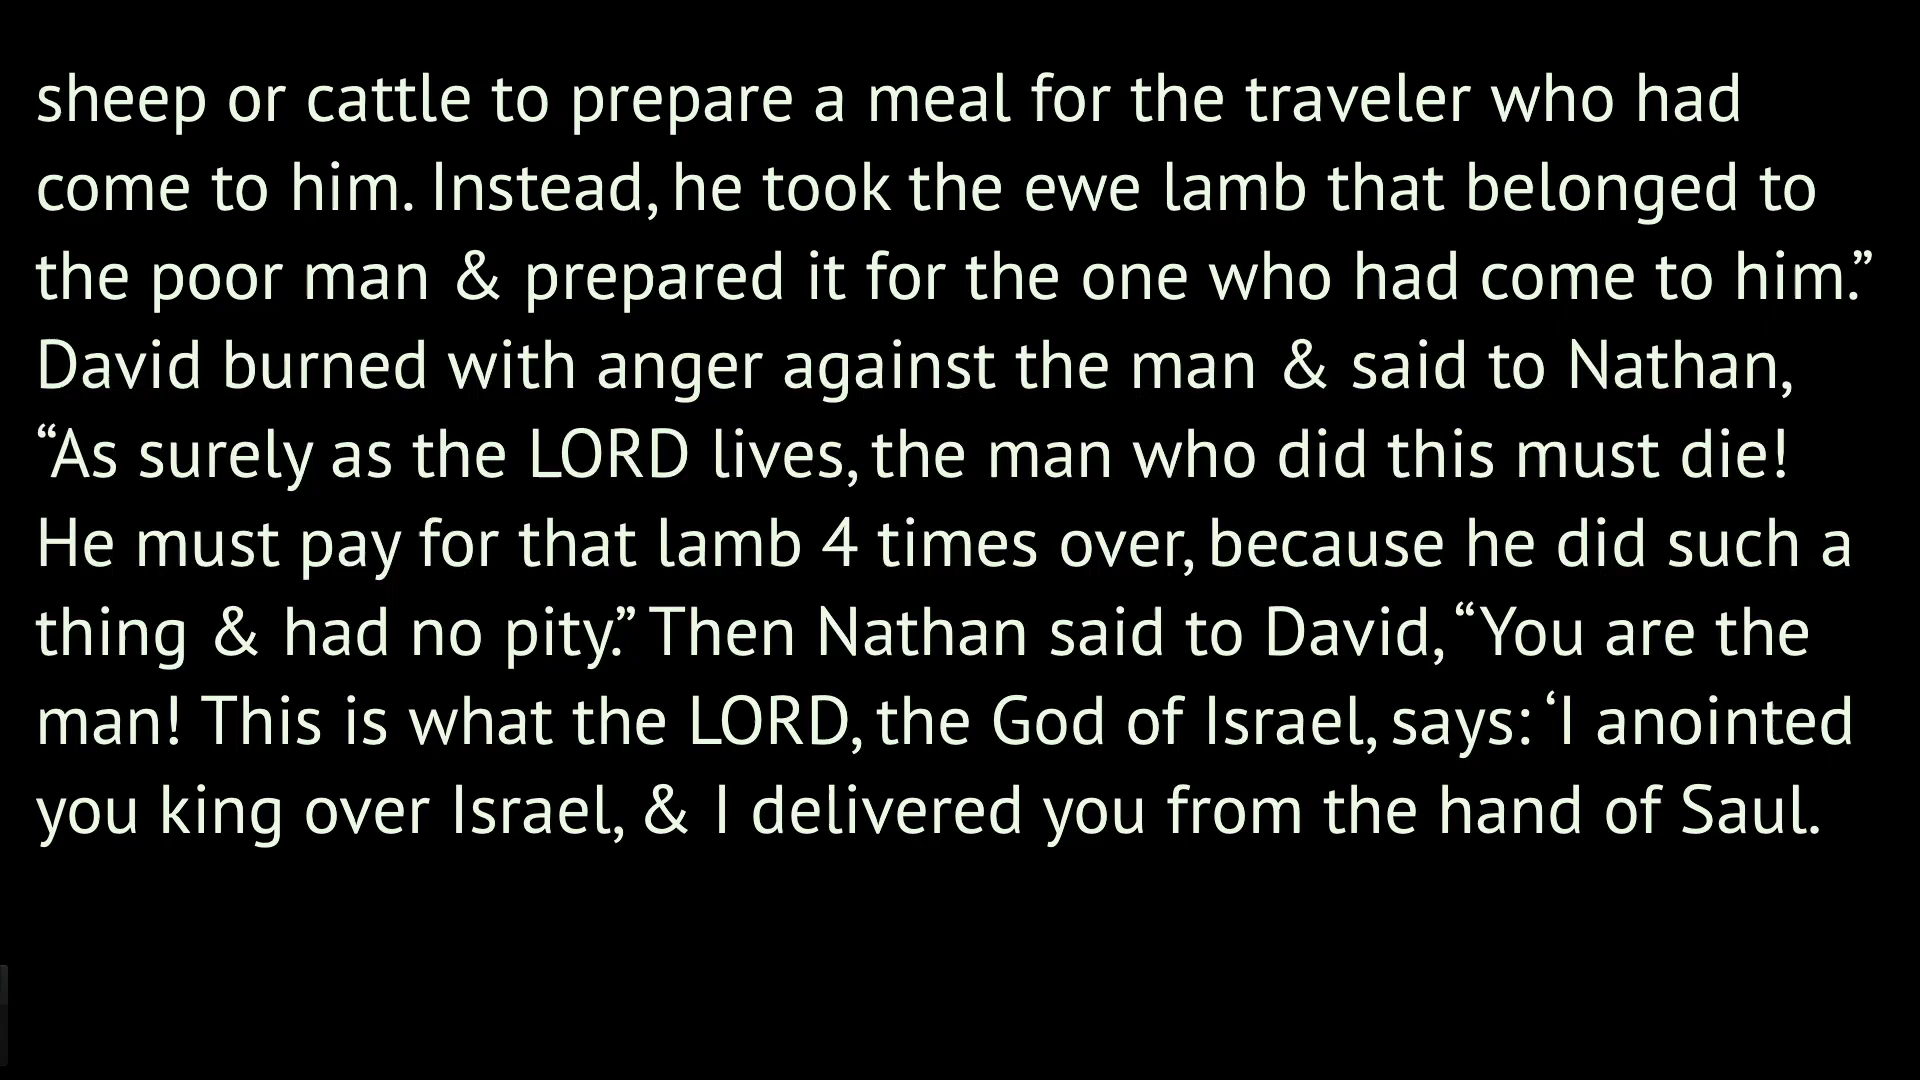 sheep or cattle to prepare a meal for the traveler who had
come to him. Instead, he took the ewe lamb that belonged to
the poor man & prepared it for the one who had come to him.”
David burned with anger against the man & said to Nathan,
“As surely as the LORD lives, the man who did this must die!
He must pay for that lamb 4 times over, because he did such a
thing & had no pity.” Then Nathan said to David, “You are the
man! This is what the LORD, the God of Israel, says: ‘I anointed
you king over Israel, & I delivered you from the hand of Saul.